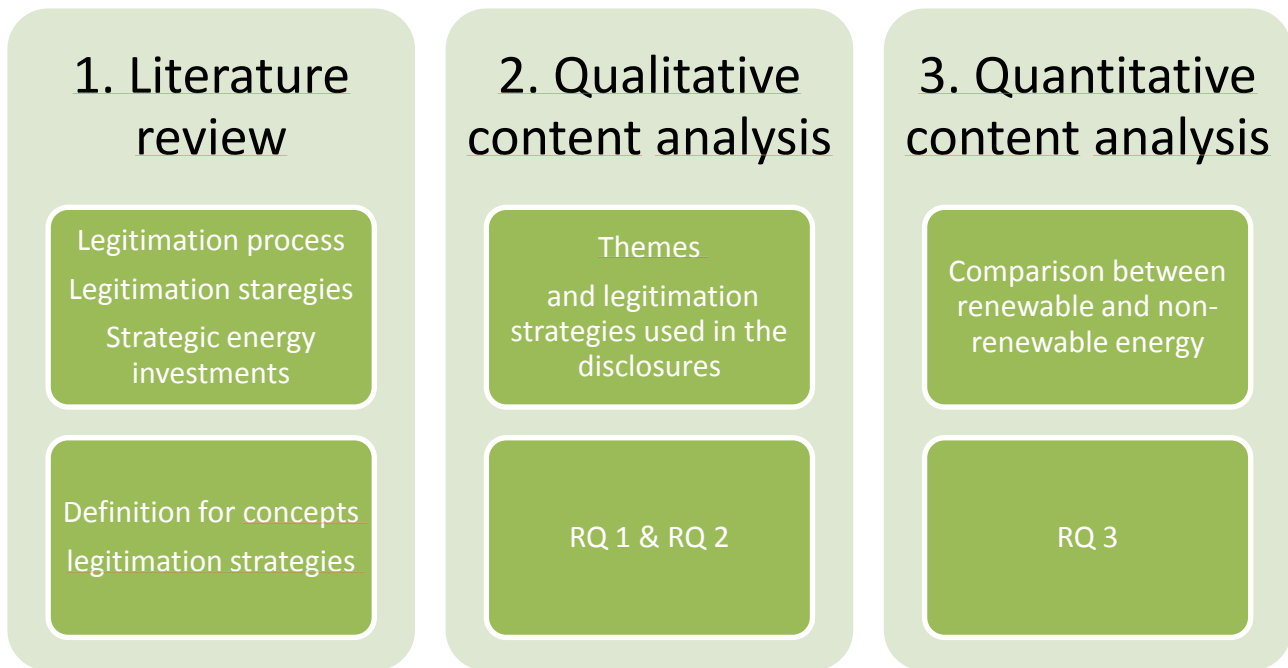 1. Literature
review
Legitimation process
Legitimation staregies
Strategic energy
investments
Definition for concepts
legitimation strategies
2. Qualitative
content analysis
Themes
and legitimation
strategies used in the
disclosures
RQ 1 & RQ 2
3. Quantitative
content analysis
Comparison between
renewable and non-
renewable energy
RQ 3